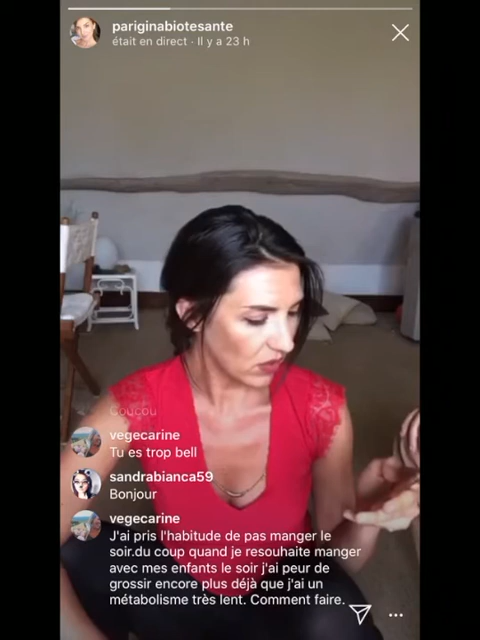 pariginabiotesante
était en direct · Il y a 23 h
Coucou
vegecarine
Tu es trop bell
sandrabianca59
Bonjour
vegecarine
J'ai pris l'habitude de pas manger le
soir.du coup quand je resouhaite manger
avec mes enfants le soir j'ai peur de
grossir encore plus déjà que j'ai un
métabolisme très lent. Comment faire.